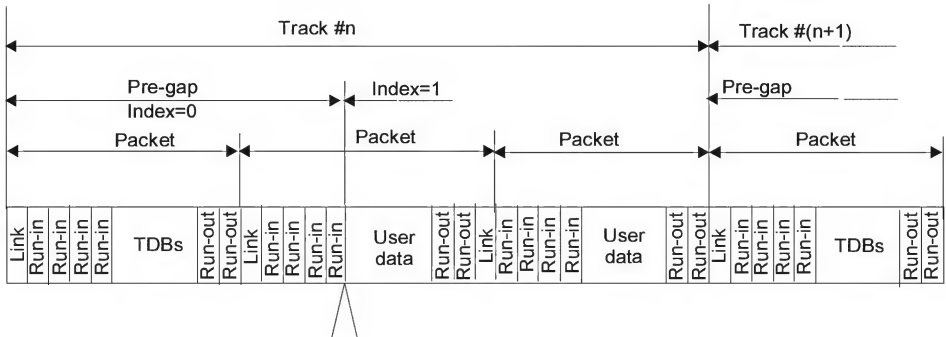 Track #n
Track #(n+1)
Pre-gap
Index=0
Index=1
Pre-gap
Packet
Packet
Packet
Packet
Link
Run-in
Run-in
Run-in
Run-in
TDBs
Run-out
Run-out
Link
Run-in
Run-in
Run-in
Run-in
User
data
Run-out
Run-out
Link
Run-in
Run-in
Run-in
Run-in
User
data
Run-out
Run-out
Link
Run-in
Run-in
Run-in
Run-in
TDBs
Run-out
Run-out